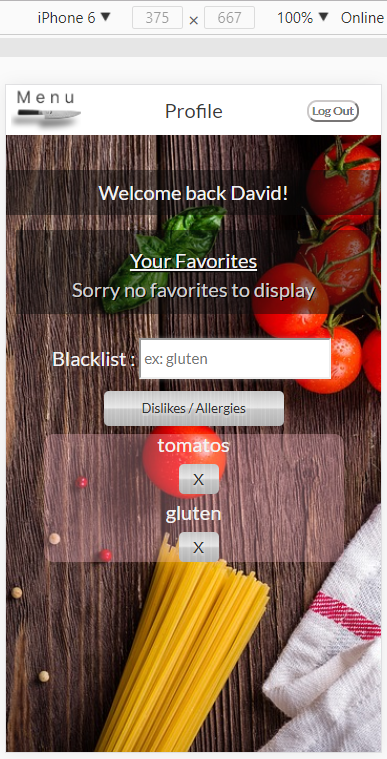 iPhone 6 ▼ 375 × 667 100% ▼ Online
Menu
Profile
Log Out
Welcome back David!
Your Favorites
Sorry no favorites to display
Blacklist : ex: gluten
Dislikes / Allergies
tomatos
X
gluten
X